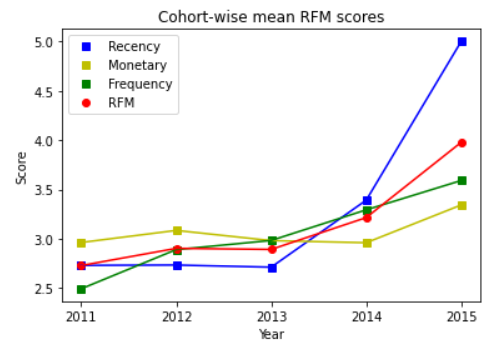 Cohort-wise mean RFM scores
Recency
Monetary
Frequency
RFM
5.0
4.5
4.0
3.5
3.0
2.5
Score
2011 2012 2013 2014 2015
Year